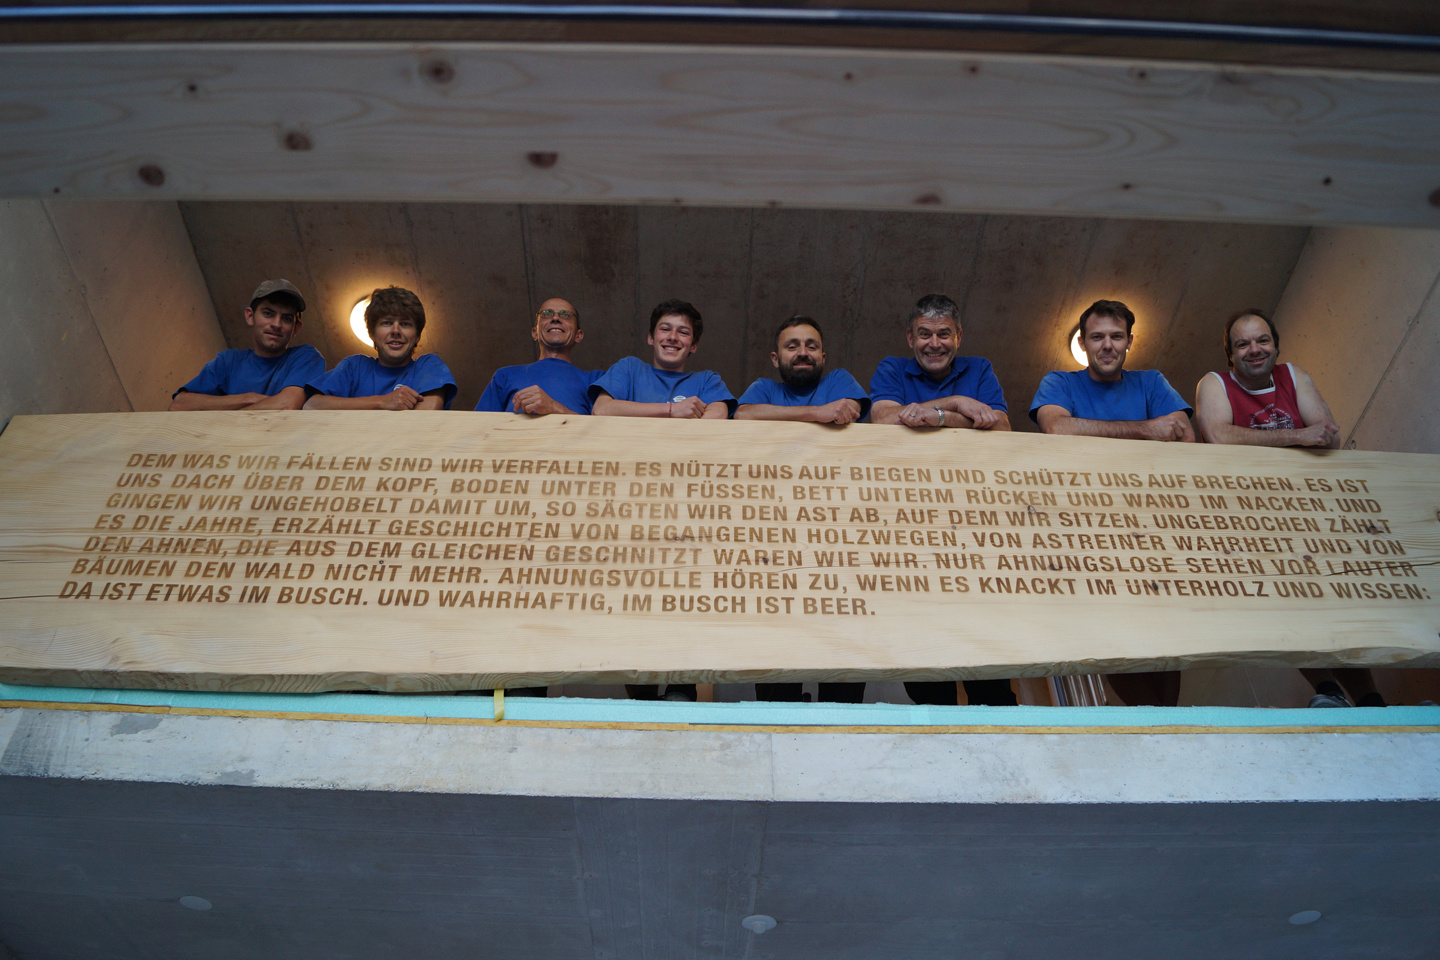 DEM WAS WIR FÄLLEN SIND WIR VERFALLEN. ES NÜTZT UNS AUF BIEGEN UND SCHÜTZT UNS AUF BRECHEN. ES IST
UNS DACH ÜBER DEM KOPF, BODEN UNTER DEN FÜSSEN, BETT UNTERM RÜCKEN UND WAND IM NACKEN. UND
GINGEN WIR UNGEHOBELT DAMIT UM, SO SÄGTEN WIR DEN AST AB, AUF DEM WIR SITZEN. UNGEBROCHEN ZÄHLT
ES DIE JAHRE, ERZÄHLT GESCHICHTEN VON BEGANGENEN HOLZWEGEN, VON ASTREINER WAHRHEIT UND VON
DEN AHNEN, DIE AUS DEM GLEICHEN GESCHNITZT WAREN WIE WIR. NUR AHNUNGSLOSE SEHEN VOR LAUTER
BÄUMEN DEN WALD NICHT MEHR. AHNUNGSVOLLE HÖREN ZU, WENN ES KNACKT IM UNTERHOLZ UND WISSEN:
DA IST ETWAS IM BUSCH. UND WAHRHAFTIG, IM BUSCH IST BEER.